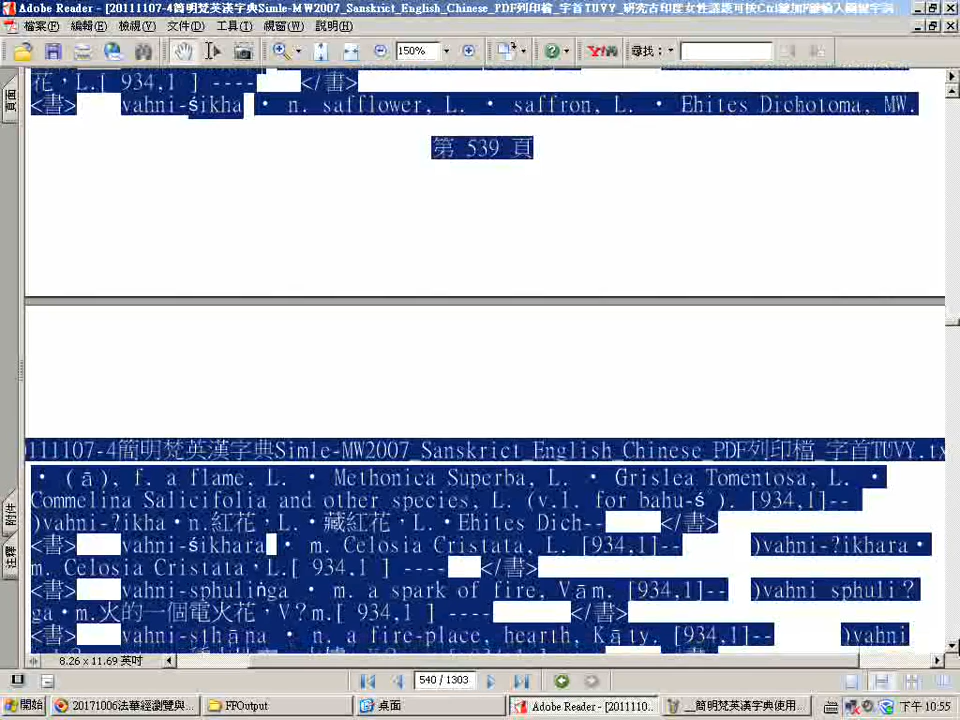 Adobe Reader - [20111107-4簡明梵英漢字典Simle-MW2007_Sanskrict_English_Chinese_PDF列印檔_字首TUVY_研究古印度女性議題可按Ctrl鍵加F鍵輸入關鍵字詞
檔案(F) 編輯(E) 檢視(V) 文件(D) 工具(T) 視窗(W) 說明(H)
150% 尋找:
頁面
花,L.[ 934,1 ] ---- </書>
<書> vahni-śikha • n. safflower, L. • saffron, L. • Ehites Dichotoma, MW.
第 539 頁
111107-4簡明梵英漢字典Simle-MW2007_Sanskrict_English_Chinese_PDF列印檔_字首TUVY.tx
• (ā), f. a flame, L. • Methonica Superba, L. • Grislea Tomentosa, L. •
Commelina Salicifolia and other species, L. (v.l. for bahu-ś ). [934,1]--
)vahni-?ikha•n.紅花,L.•藏紅花,L.•Ehites Dich-- </書>
<書> vahni-śikhara • m. Celosia Cristata, L. [934,1]-- )vahni-?ikhara•
m. Celosia Cristata,L.[ 934,1 ] ---- </書>
<書> vahni-sphuliṅga • m. a spark of fire, Vām. [934,1]-- )vahni sphuli?
ga•m.火的一個電火花,V?m.[ 934,1 ] ---- </書>
<書> vahni-sthāna • n. a fire-place, hearth, Kāty. [934,1]-- )vahni
附件
註釋
8.26 x 11.69 英吋
540 / 1303
開始 20171006法華經瀏覽與... FFOutput 桌面 Adobe Reader - [2011110... __簡明梵英字典使用... 下午 10:55